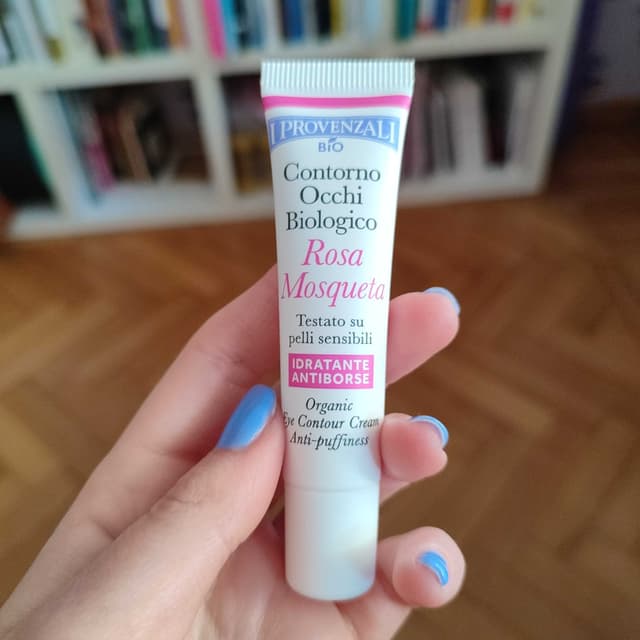 I PROVENZALI
BIO
Contorno
Occhi
Biologico
Rosa
Mosqueta
Testato su
pelli sensibili
IDRATANTE
ANTIBORSE
Organic
Eye Contour Cream
Anti-puffiness